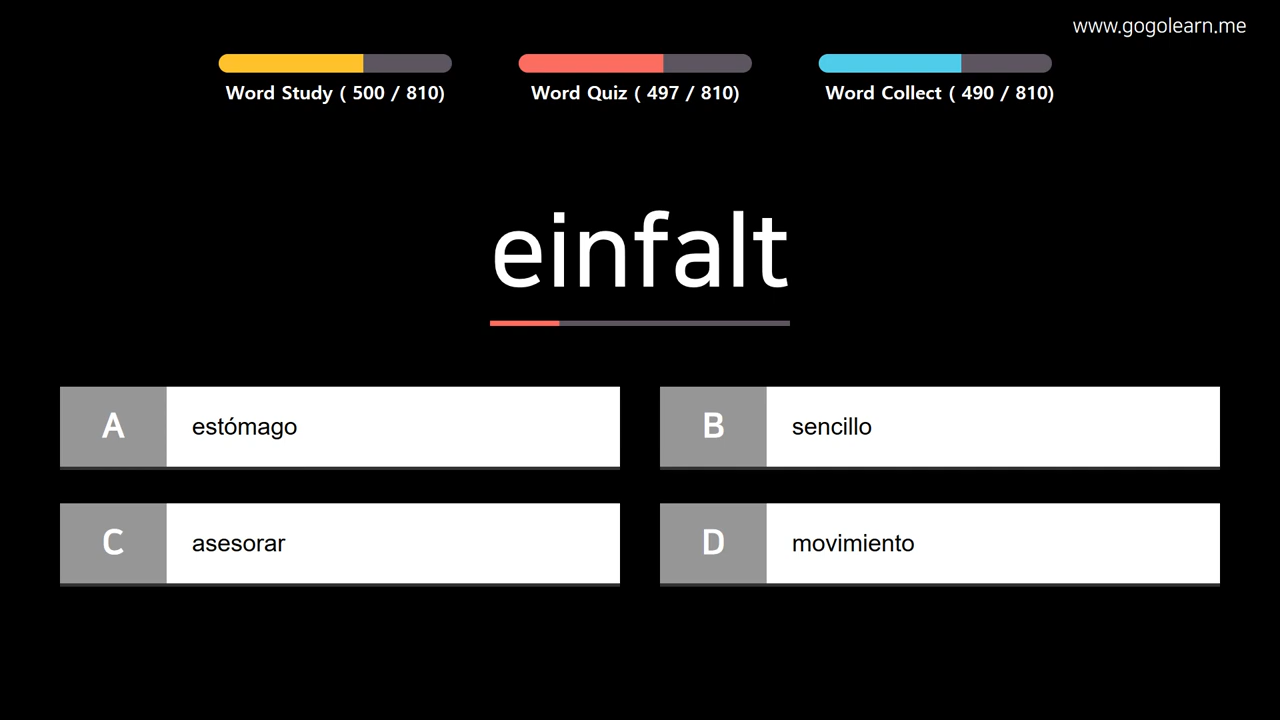 www.gogolearn.me
Word Study ( 500 / 810)
Word Quiz ( 497 / 810)
Word Collect ( 490 / 810)
einfalt
A estómago
B sencillo
C asesorar
D movimiento